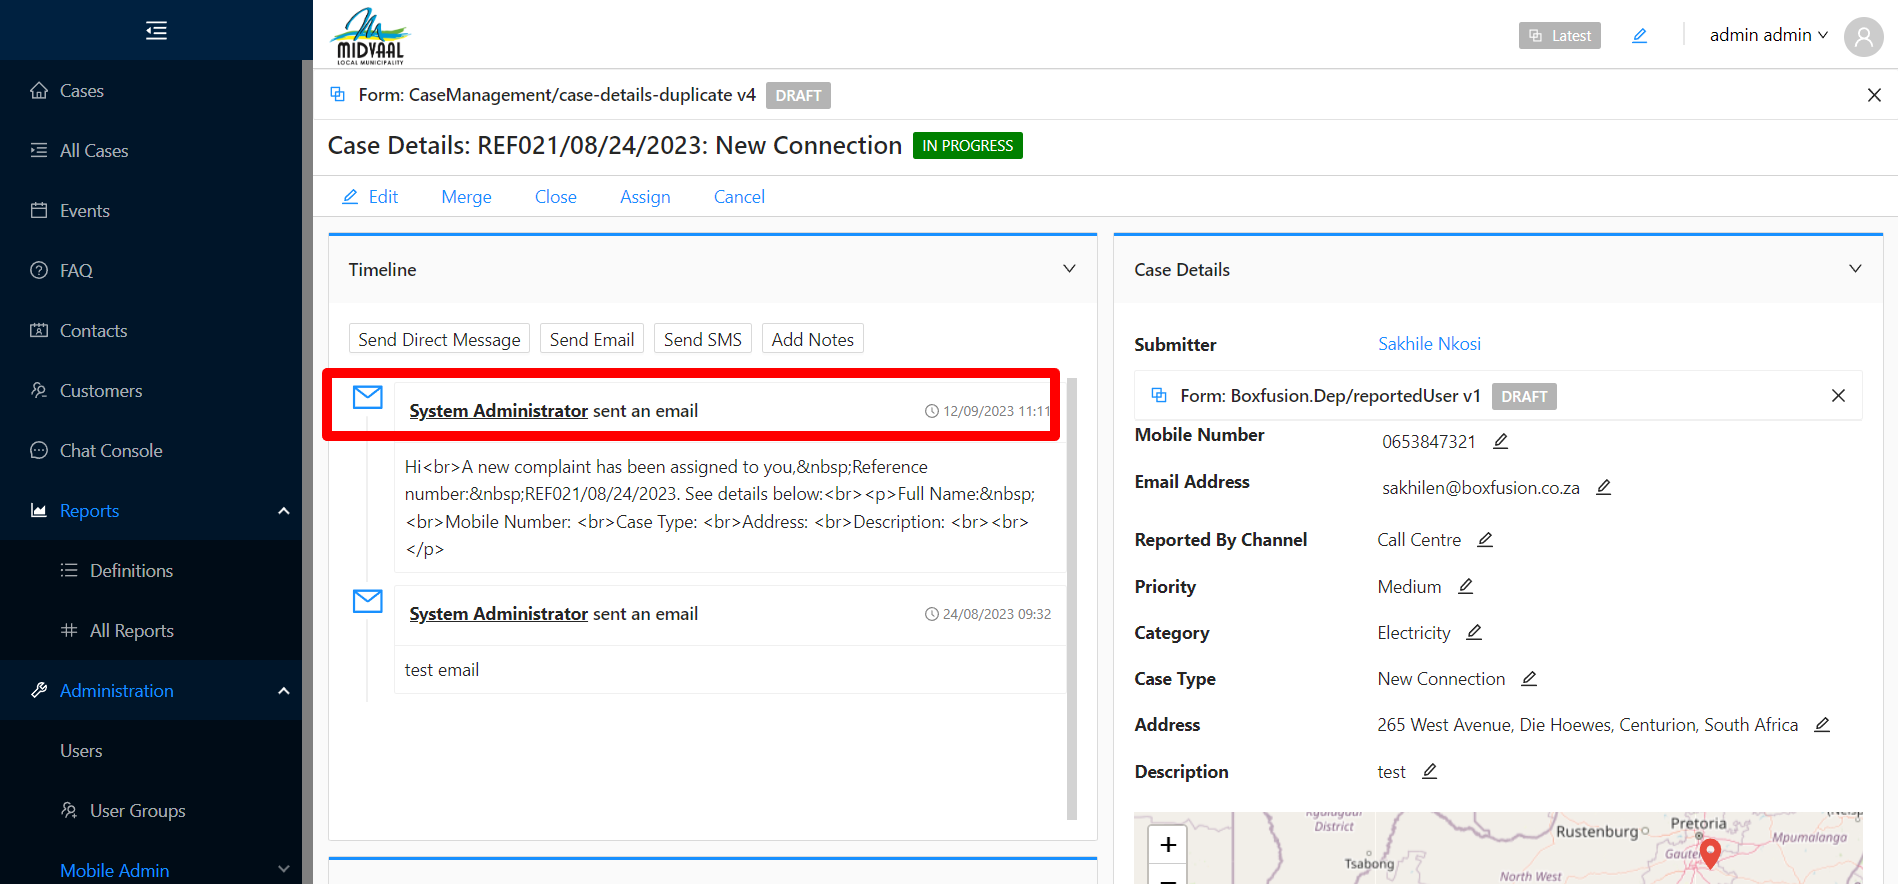 MIDVAAL
LOCAL MUNICIPALITY
Latest
admin admin
Cases
All Cases
Events
FAQ
Contacts
Customers
Chat Console
Reports
Definitions
All Reports
Administration
Users
User Groups
Mobile Admin
Form: CaseManagement/case-details-duplicate v4 DRAFT
Case Details: REF021/08/24/2023: New Connection IN PROGRESS
Edit Merge Close Assign Cancel
Timeline
Send Direct Message Send Email Send SMS Add Notes
System Administrator sent an email 12/09/2023 11:11
Hi<br>A new complaint has been assigned to you,&nbsp;Reference
number:&nbsp;REF021/08/24/2023. See details below:<br><p>Full Name:&nbsp;
<br>Mobile Number: <br>Case Type: <br>Address: <br>Description: <br><br>
</p>
System Administrator sent an email 24/08/2023 09:32
test email
Case Details
Submitter Sakhile Nkosi
Form: Boxfusion.Dep/reportedUser v1 DRAFT
Mobile Number 0653847321
Email Address sakhilen@boxfusion.co.za
Reported By Channel Call Centre
Priority Medium
Category Electricity
Case Type New Connection
Address 265 West Avenue, Die Hoewes, Centurion, South Africa
Description test
+
District
Rustenburg
Pretoria
Mpumalanga
Tsabong
North West